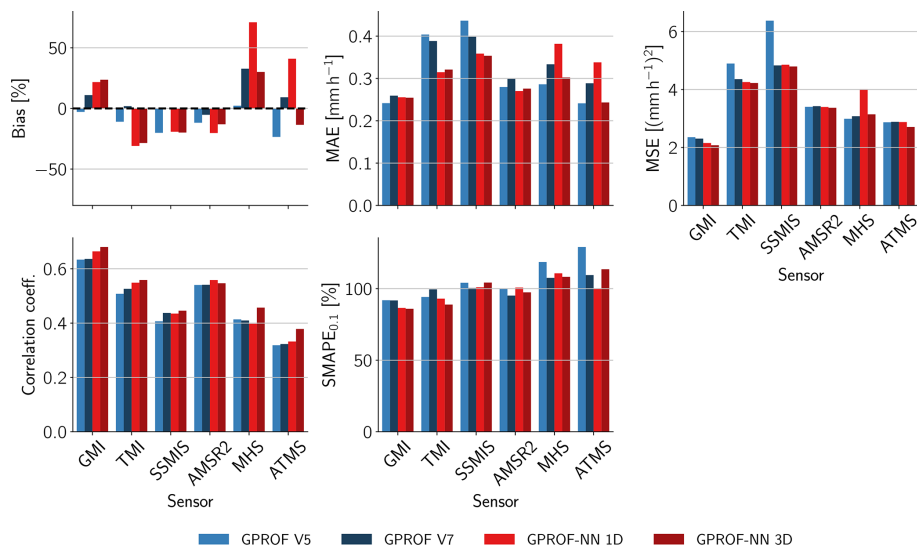 Bias [%]
50
0
−50
MAE [mm h⁻¹]
0.4
0.3
0.2
0.1
0.0
MSE [(mm h⁻¹)²]
6
4
2
0
GMI
TMI
SSMIS
AMSR2
MHS
ATMS
Sensor
Correlation coeff.
0.6
0.4
0.2
0.0
GMI
TMI
SSMIS
AMSR2
MHS
ATMS
Sensor
SMAPE₀.₁ [%]
100
50
0
GMI
TMI
SSMIS
AMSR2
MHS
ATMS
Sensor
GPROF V5
GPROF V7
GPROF-NN 1D
GPROF-NN 3D